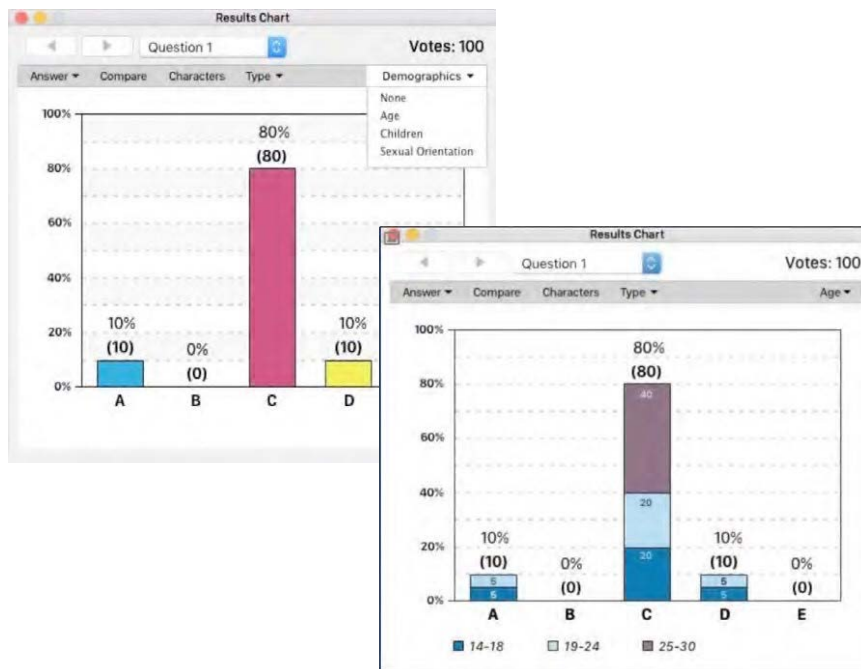 Results Chart
Question 1
Votes: 100
Answer
Compare
Characters
Type
Demographics
None
Age
Children
Sexual Orientation
100%
80%
60%
40%
20%
0%
10%
(10)
0%
(0)
80%
(80)
10%
(10)
A B C D
Results Chart
Question 1
Votes: 100
Answer
Compare
Characters
Type
Age
100%
80%
60%
40%
20%
0%
10%
(10)
5
5
0%
(0)
80%
(80)
40
20
20
10%
(10)
5
5
0%
(0)
A B C D E
14-18 19-24 25-30